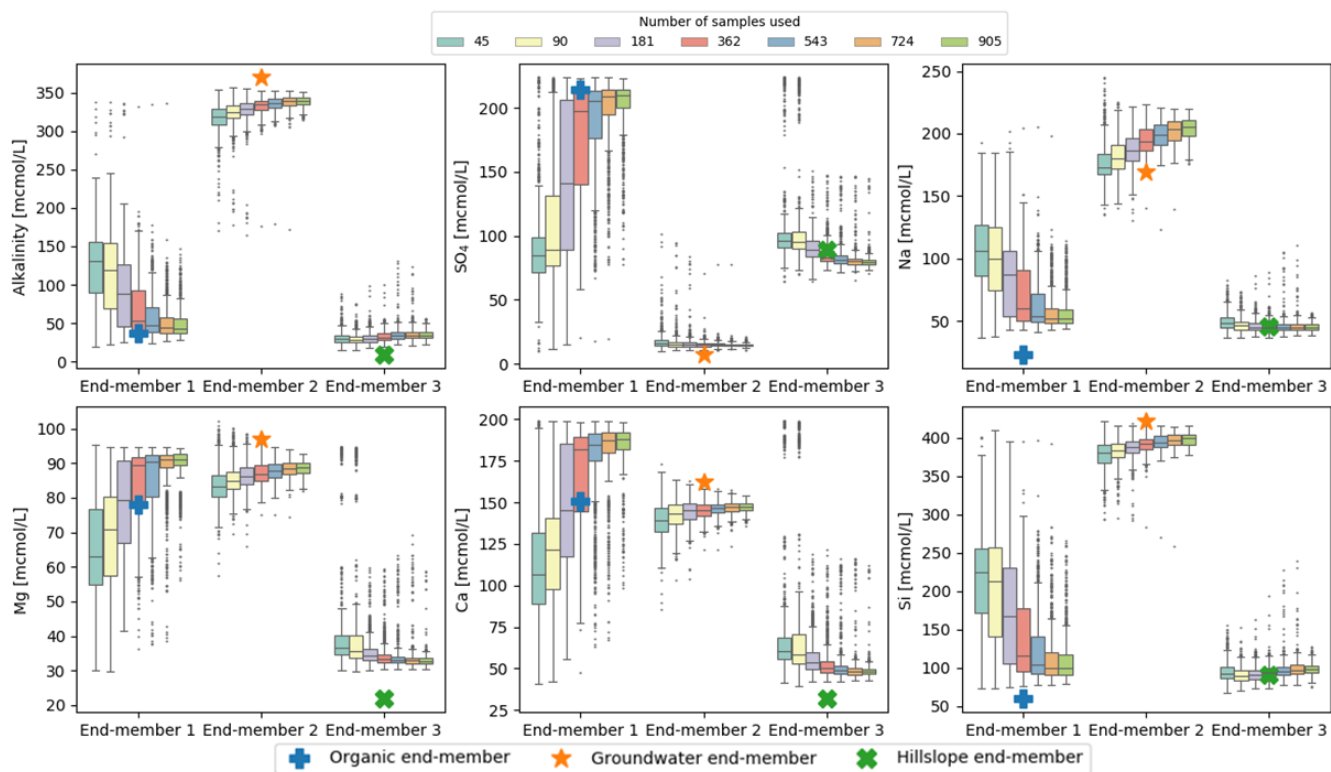 Number of samples used
45 90 181 362 543 724 905
Alkalinity [mcmol/L]
350
300
250
200
150
100
50
0
End-member 1 End-member 2 End-member 3
SO₄ [mcmol/L]
200
150
100
50
0
End-member 1 End-member 2 End-member 3
Na [mcmol/L]
250
200
150
100
50
End-member 1 End-member 2 End-member 3
Mg [mcmol/L]
100
90
80
70
60
50
40
30
20
End-member 1 End-member 2 End-member 3
Ca [mcmol/L]
200
175
150
125
100
75
50
25
End-member 1 End-member 2 End-member 3
Si [mcmol/L]
400
350
300
250
200
150
100
50
End-member 1 End-member 2 End-member 3
Organic end-member Groundwater end-member Hillslope end-member